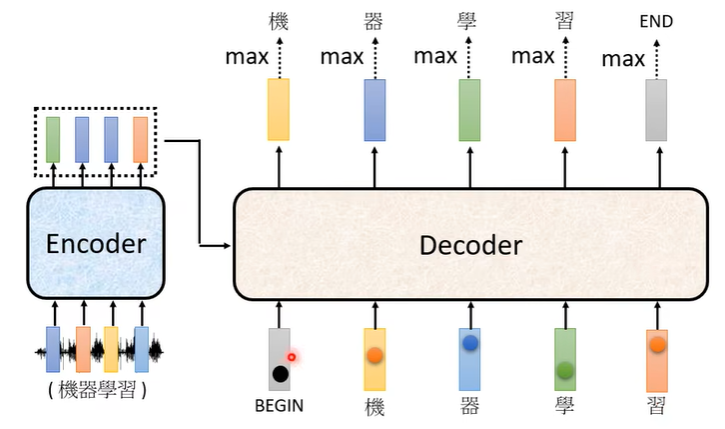 機 器 學 習 END
max max max max max
Encoder
Decoder
(機器學習)
BEGIN 機 器 學 習